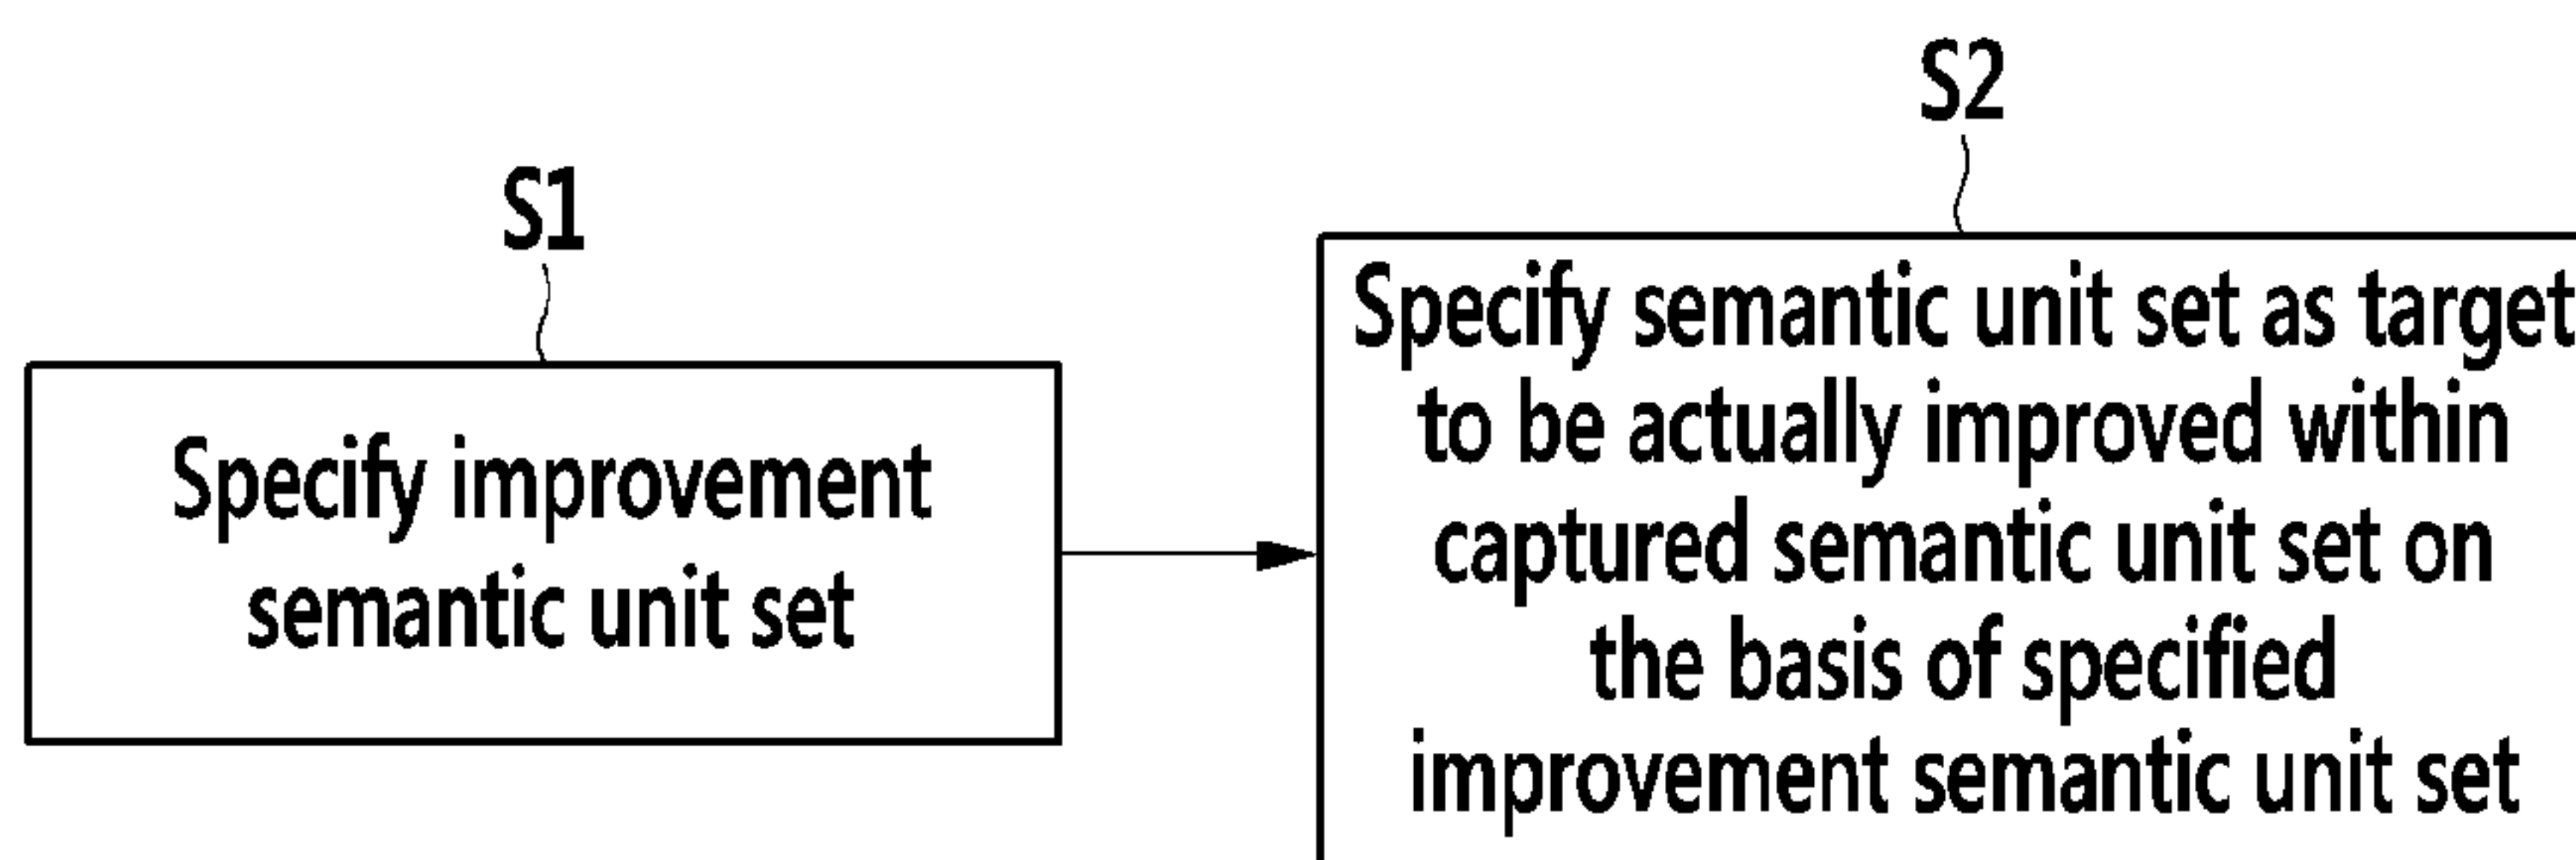 S1
Specify improvement
semantic unit set
S2
Specify semantic unit set as target
to be actually improved within
captured semantic unit set on
the basis of specified
improvement semantic unit set